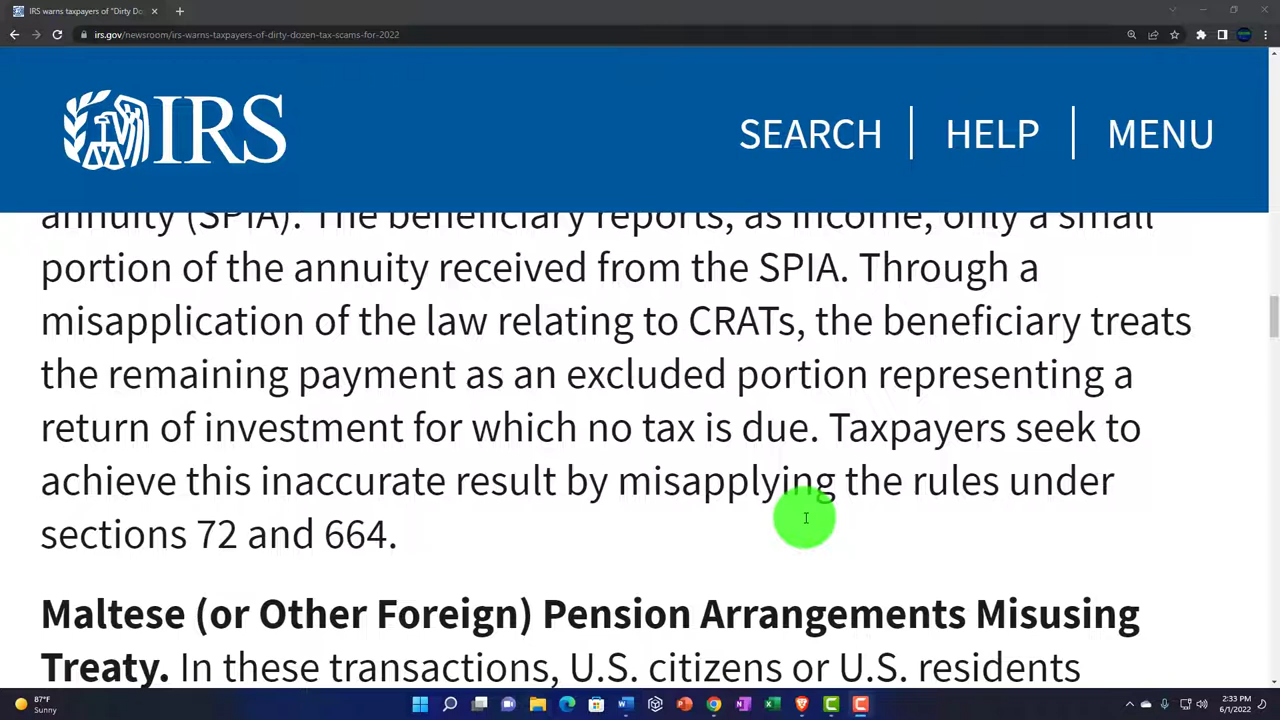 IRS warns taxpayers of "Dirty Do
irs.gov/newsroom/irs-warns-taxpayers-of-dirty-dozen-tax-scams-for-2022
IRS
SEARCH
HELP
MENU
annuity (SPIA). The beneficiary reports, as income, only a small
portion of the annuity received from the SPIA. Through a
misapplication of the law relating to CRATs, the beneficiary treats
the remaining payment as an excluded portion representing a
return of investment for which no tax is due. Taxpayers seek to
achieve this inaccurate result by misapplying the rules under
sections 72 and 664.
Maltese (or Other Foreign) Pension Arrangements Misusing
Treaty. In these transactions, U.S. citizens or U.S. residents
87°F
Sunny
2:33 PM
6/1/2022